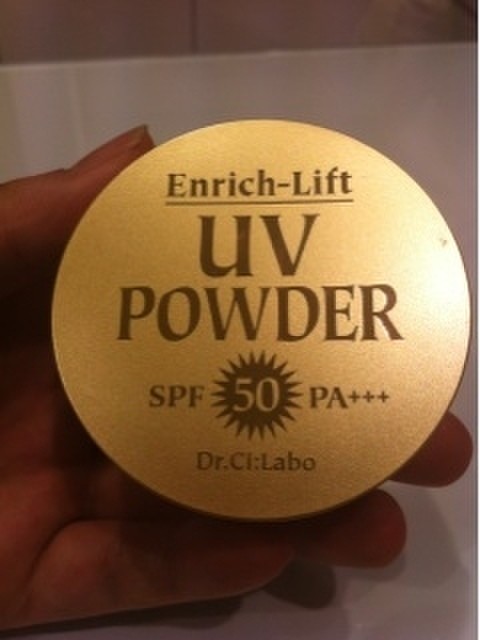 Enrich-Lift
UV
POWDER
SPF 50 PA+++
Dr.Ci:Labo